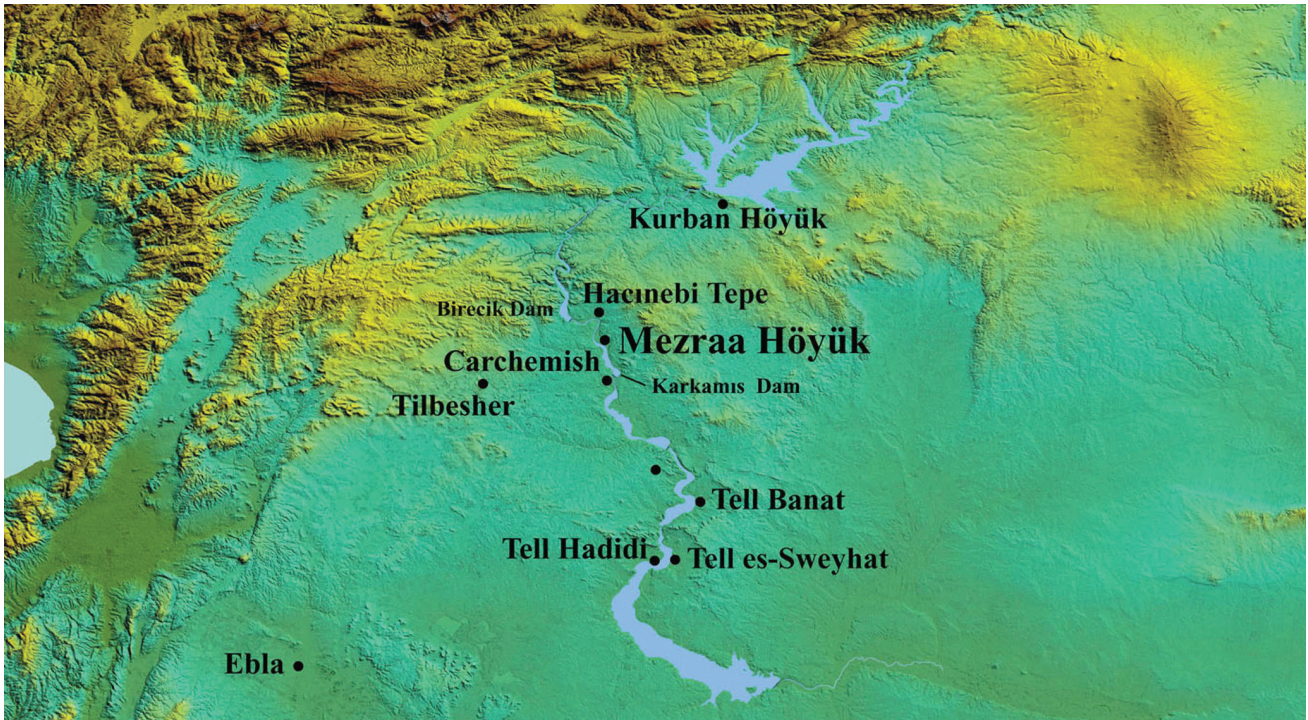 Kurban Höyük
Hacınebi Tepe
Birecik Dam
Mezraa Höyük
Carchemish
Karkamıs Dam
Tilbesher
Tell Banat
Tell Hadidi
Tell es-Sweyhat
Ebla